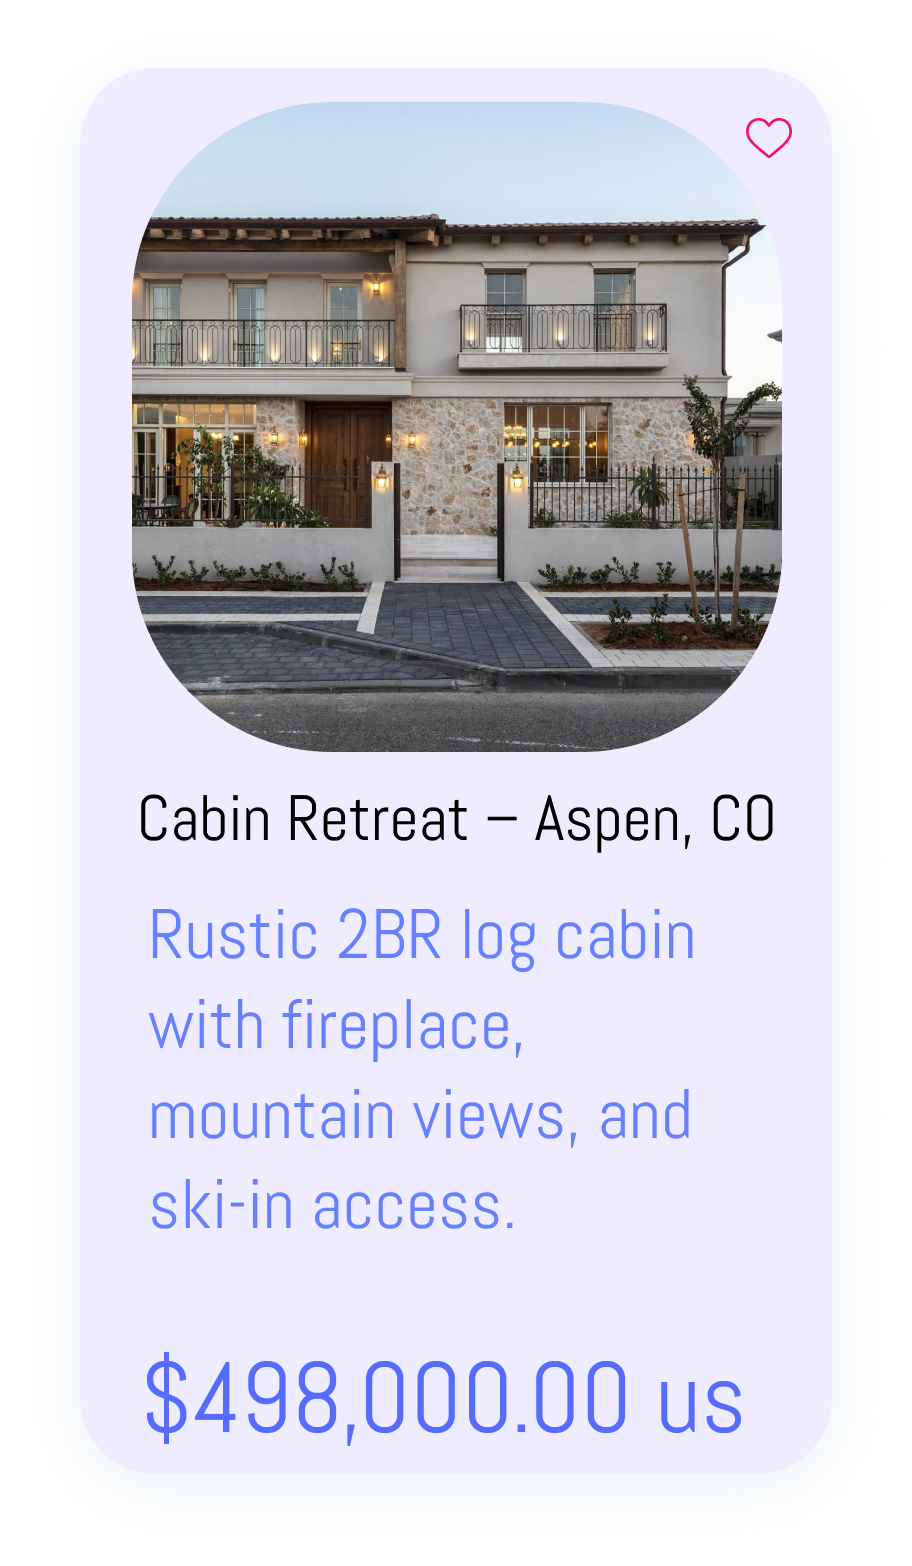 Cabin Retreat – Aspen, CO
Rustic 2BR log cabin
with fireplace,
mountain views, and
ski-in access.
$498,000.00 us